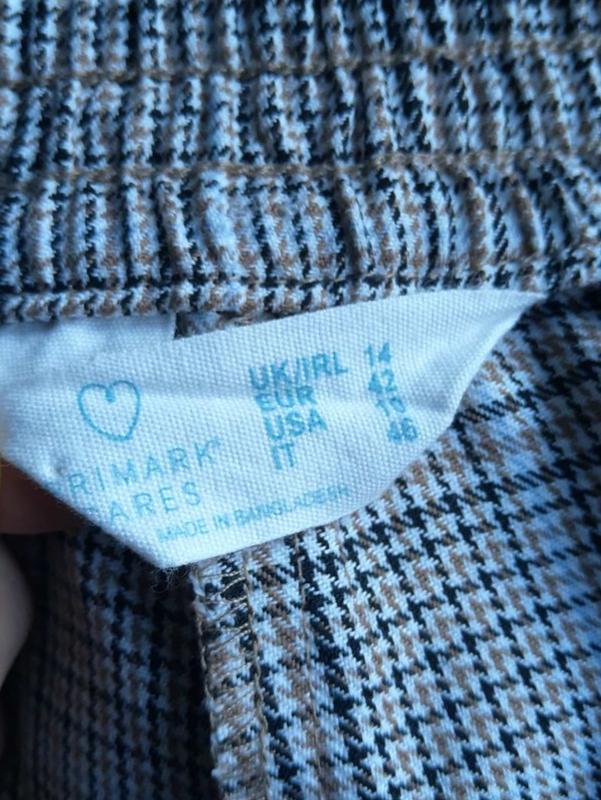 UK/IRL 14
EUR 42
USA 10
IT 46
RIMARK®
ARES
MADE IN BANGLADESH